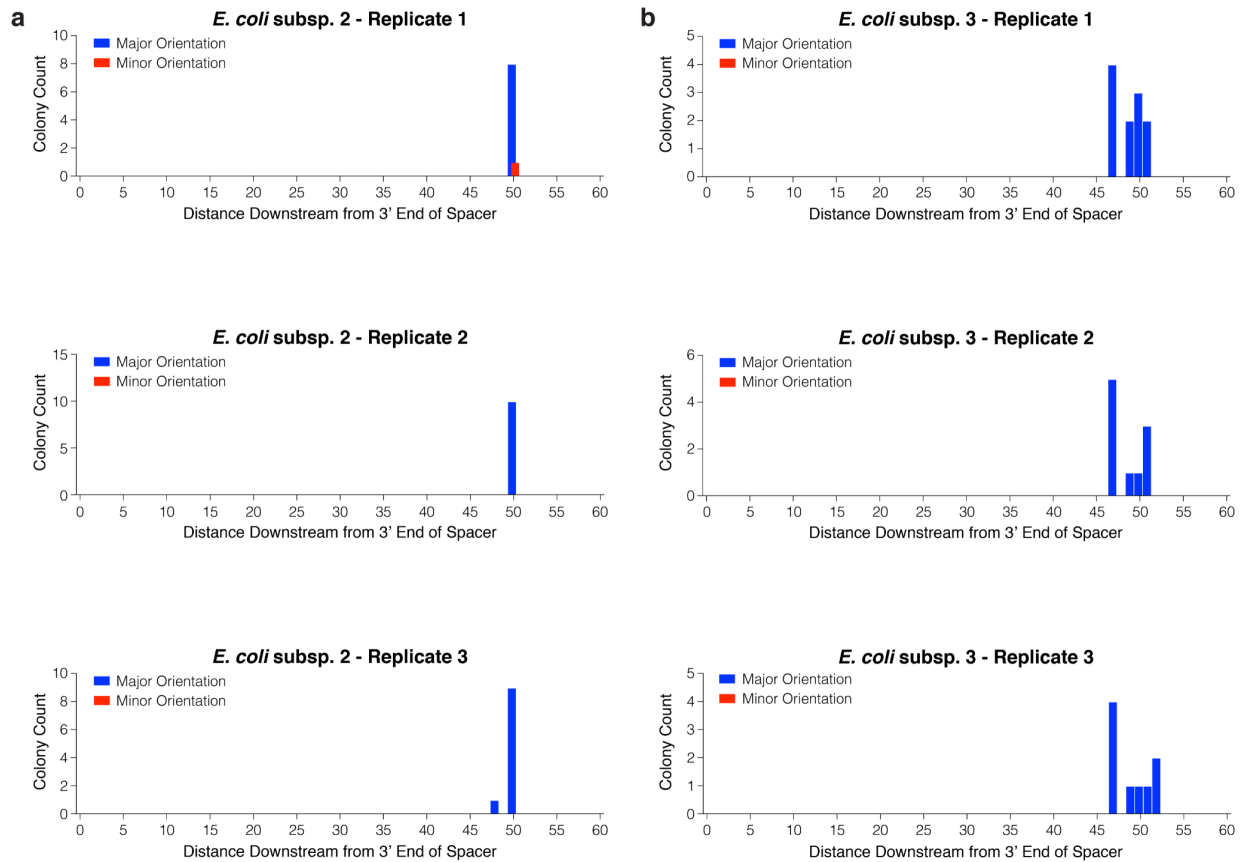 a
E. coli subsp. 2 - Replicate 1
Major Orientation
Minor Orientation
Colony Count
10
8
6
4
2
0
0 5 10 15 20 25 30 35 40 45 50 55 60
Distance Downstream from 3’ End of Spacer
E. coli subsp. 2 - Replicate 2
Major Orientation
Minor Orientation
Colony Count
15
10
5
0
0 5 10 15 20 25 30 35 40 45 50 55 60
Distance Downstream from 3’ End of Spacer
E. coli subsp. 2 - Replicate 3
Major Orientation
Minor Orientation
Colony Count
10
8
6
4
2
0
0 5 10 15 20 25 30 35 40 45 50 55 60
Distance Downstream from 3’ End of Spacer
b
E. coli subsp. 3 - Replicate 1
Major Orientation
Minor Orientation
Colony Count
5
4
3
2
1
0
0 5 10 15 20 25 30 35 40 45 50 55 60
Distance Downstream from 3’ End of Spacer
E. coli subsp. 3 - Replicate 2
Major Orientation
Minor Orientation
Colony Count
6
4
2
0
0 5 10 15 20 25 30 35 40 45 50 55 60
Distance Downstream from 3’ End of Spacer
E. coli subsp. 3 - Replicate 3
Major Orientation
Minor Orientation
Colony Count
5
4
3
2
1
0
0 5 10 15 20 25 30 35 40 45 50 55 60
Distance Downstream from 3’ End of Spacer